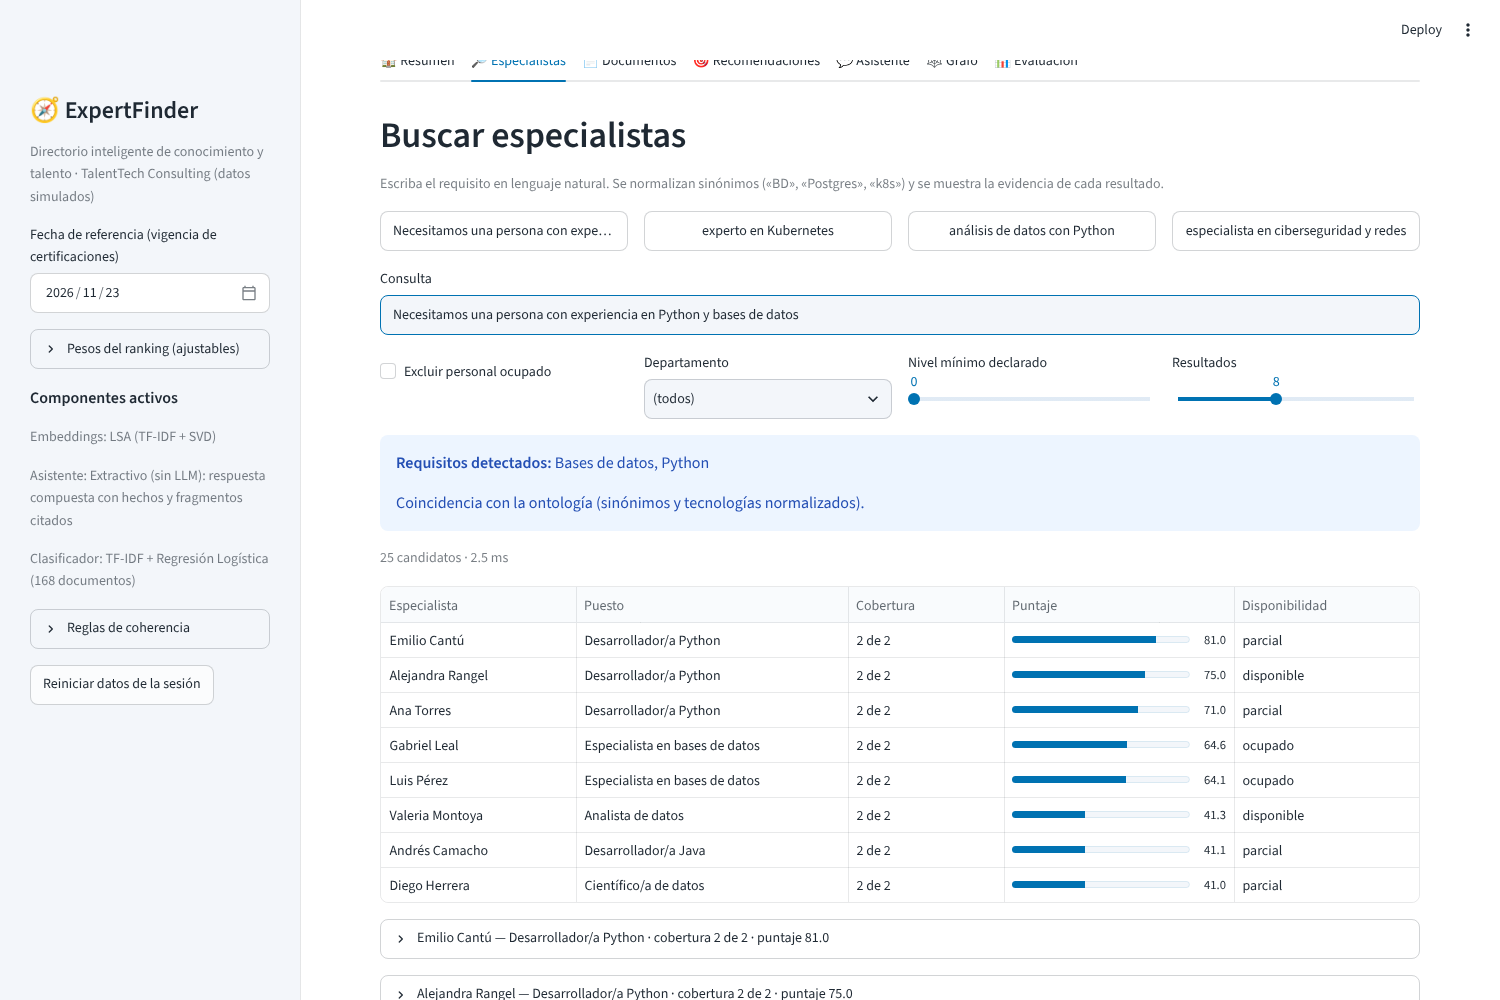 Deploy
Resumen
Especialistas
Documentos
Recomendaciones
Asistente
Grafo
Evaluación
ExpertFinder
Directorio inteligente de conocimiento y
talento · TalentTech Consulting (datos
simulados)
Fecha de referencia (vigencia de
certificaciones)
2026 / 11 / 23
Pesos del ranking (ajustables)
Componentes activos
Embeddings: LSA (TF-IDF + SVD)
Asistente: Extractivo (sin LLM): respuesta
compuesta con hechos y fragmentos
citados
Clasificador: TF-IDF + Regresión Logística
(168 documentos)
Reglas de coherencia
Reiniciar datos de la sesión
Buscar especialistas
Escriba el requisito en lenguaje natural. Se normalizan sinónimos («BD», «Postgres», «k8s») y se muestra la evidencia de cada resultado.
Necesitamos una persona con expe…
experto en Kubernetes
análisis de datos con Python
especialista en ciberseguridad y redes
Consulta
Necesitamos una persona con experiencia en Python y bases de datos
Excluir personal ocupado
Departamento
(todos)
Nivel mínimo declarado
0
Resultados
8
Requisitos detectados: Bases de datos, Python
Coincidencia con la ontología (sinónimos y tecnologías normalizados).
25 candidatos · 2.5 ms
Especialista Puesto Cobertura Puntaje Disponibilidad
Emilio Cantú Desarrollador/a Python 2 de 2 81.0 parcial
Alejandra Rangel Desarrollador/a Python 2 de 2 75.0 disponible
Ana Torres Desarrollador/a Python 2 de 2 71.0 parcial
Gabriel Leal Especialista en bases de datos 2 de 2 64.6 ocupado
Luis Pérez Especialista en bases de datos 2 de 2 64.1 ocupado
Valeria Montoya Analista de datos 2 de 2 41.3 disponible
Andrés Camacho Desarrollador/a Java 2 de 2 41.1 parcial
Diego Herrera Científico/a de datos 2 de 2 41.0 parcial
Emilio Cantú — Desarrollador/a Python · cobertura 2 de 2 · puntaje 81.0
Alejandra Rangel — Desarrollador/a Python · cobertura 2 de 2 · puntaje 75.0